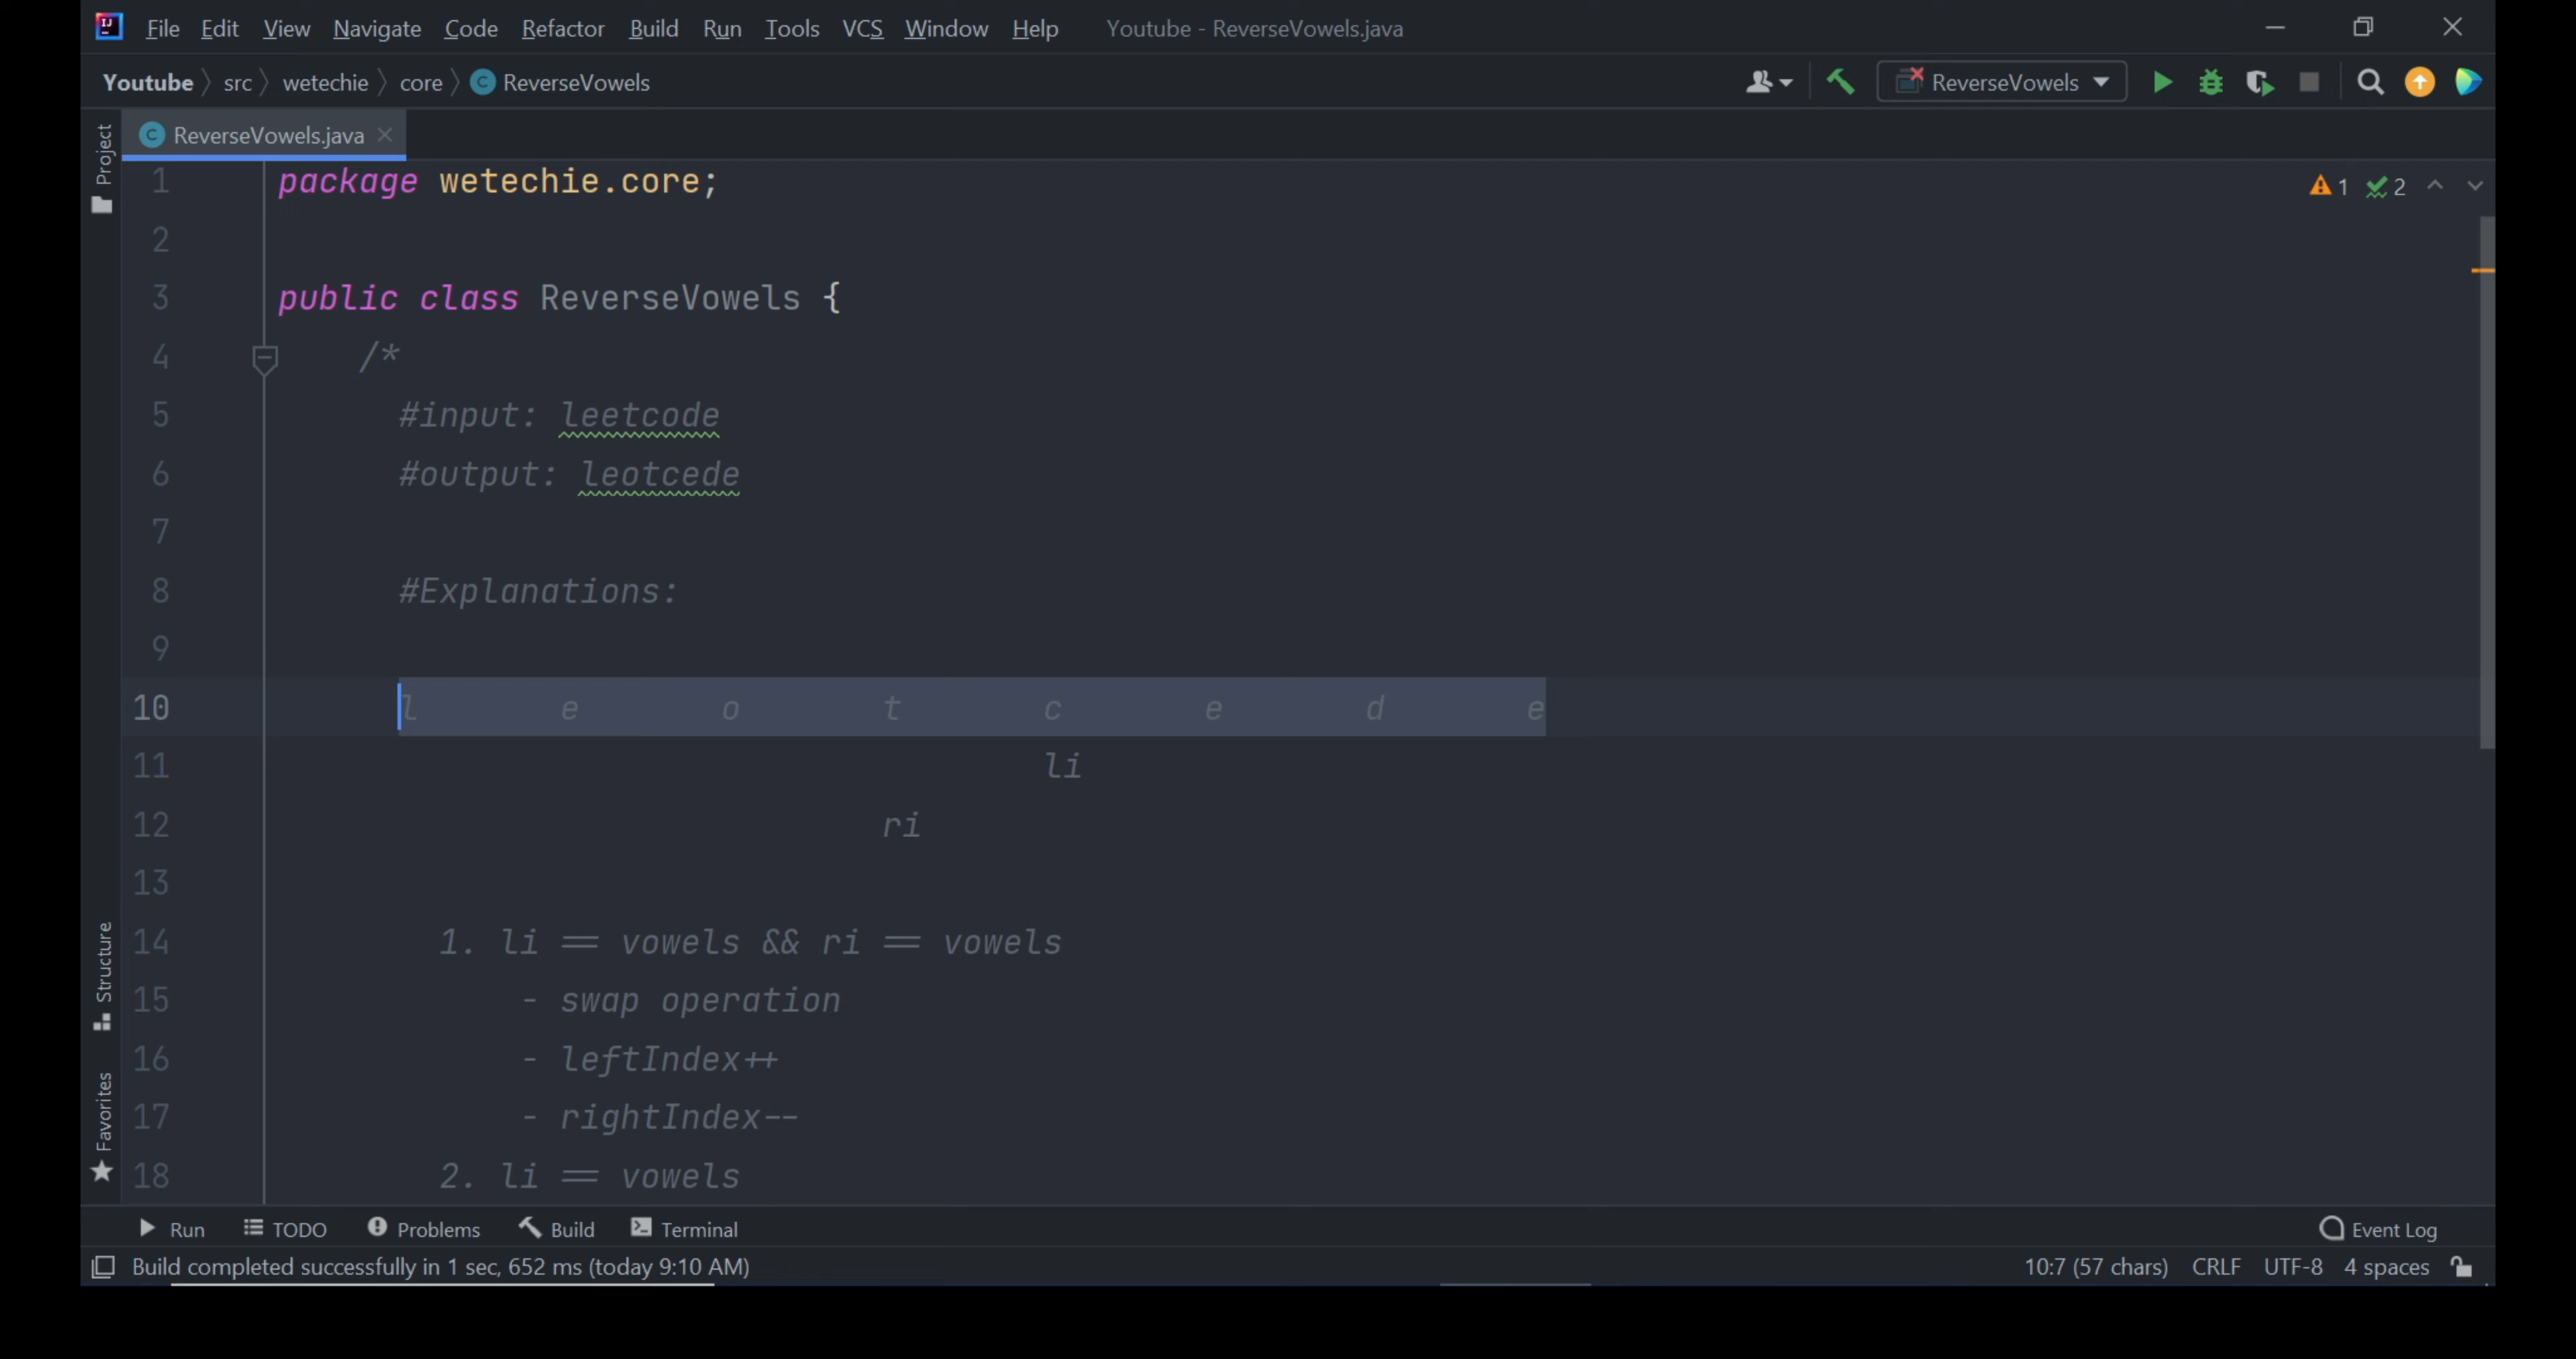 File Edit View Navigate Code Refactor Build Run Tools VCS Window Help Youtube - ReverseVowels.java
Youtube src wetechie core ReverseVowels ReverseVowels
Project
ReverseVowels.java
1 package wetechie.core;
1 2
2
3 public class ReverseVowels {
4 /*
5 #input: leetcode
6 #output: leotcede
7
8 #Explanations:
9
10 l e o t c e d e
11 li
12 ri
13
14 1. li == vowels && ri == vowels
15 - swap operation
16 - leftIndex++
17 - rightIndex--
18 2. li == vowels
Structure
Favorites
Run TODO Problems Build Terminal Event Log
Build completed successfully in 1 sec, 652 ms (today 9:10 AM) 10:7 (57 chars) CRLF UTF-8 4 spaces